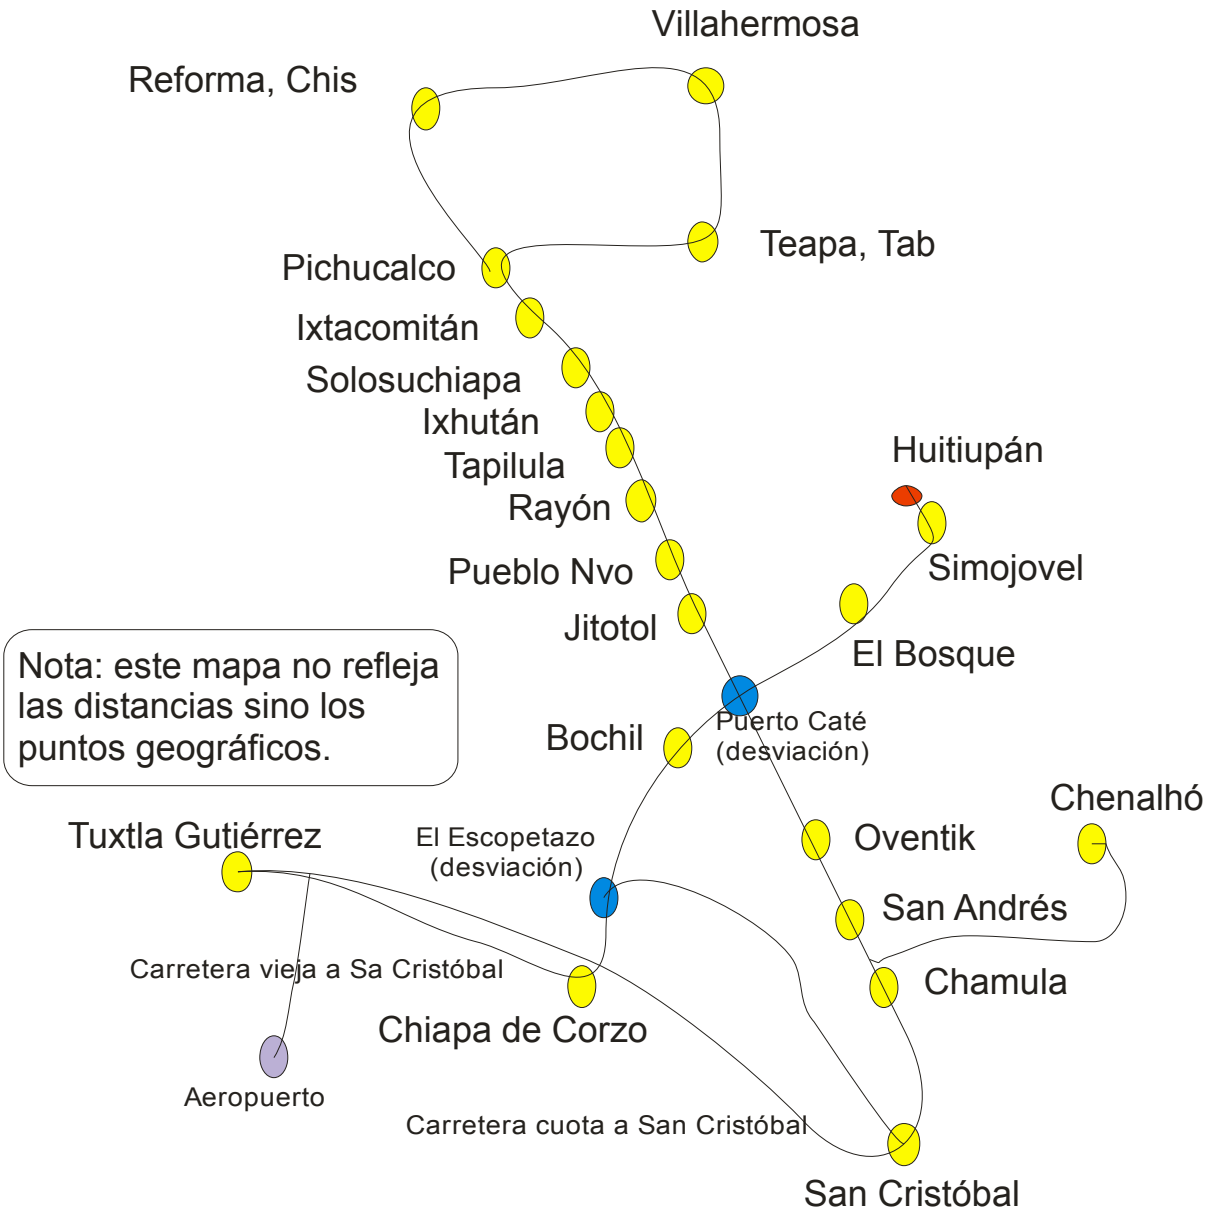 Villahermosa
Reforma, Chis
Teapa, Tab
Pichucalco
Ixtacomitán
Solosuchiapa
Ixhután
Tapilula
Rayón
Huitiupán
Pueblo Nvo
Simojovel
Jitotol
El Bosque
Nota: este mapa no refleja
las distancias sino los
puntos geográficos.
Puerto Caté
(desviación)
Bochil
Chenalhó
Tuxtla Gutiérrez
El Escopetazo
(desviación)
Oventik
San Andrés
Carretera vieja a Sa Cristóbal
Chamula
Chiapa de Corzo
Aeropuerto
Carretera cuota a San Cristóbal
San Cristóbal